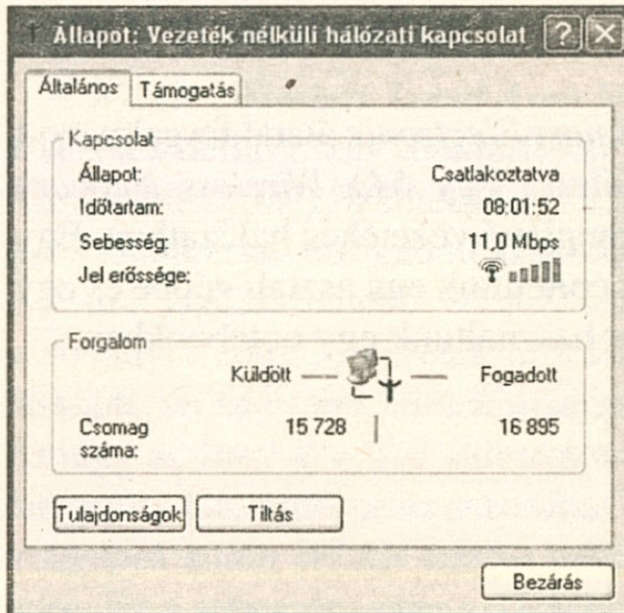 Állapot: Vezeték nélküli hálózati kapcsolat
Általános Támogatás
Kapcsolat
Állapot: Csatlakoztatva
Időtartam: 08:01:52
Sebesség: 11,0 Mbps
Jel erőssége:
Forgalom
Küldött Fogadott
Csomag száma: 15 728 16 895
Tulajdonságok Tiltás
Bezárás